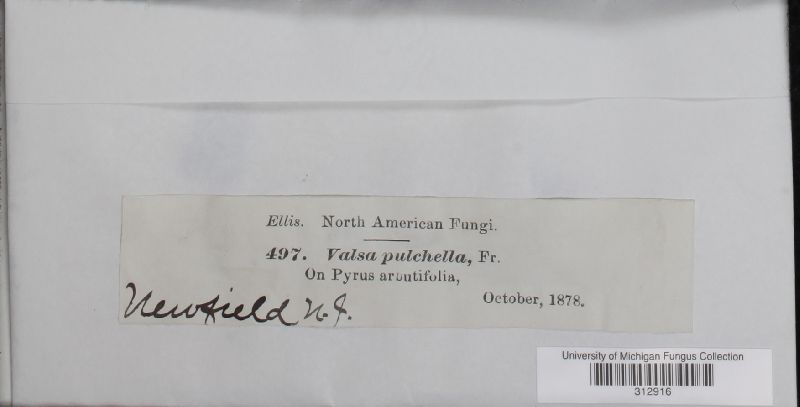 Ellis. North American Fungi.
497. Valsa pulchella, Fr.
On Pyrus arbutifolia,
October, 1878.
Newfield N.J.
University of Michigan Fungus Collection
312916